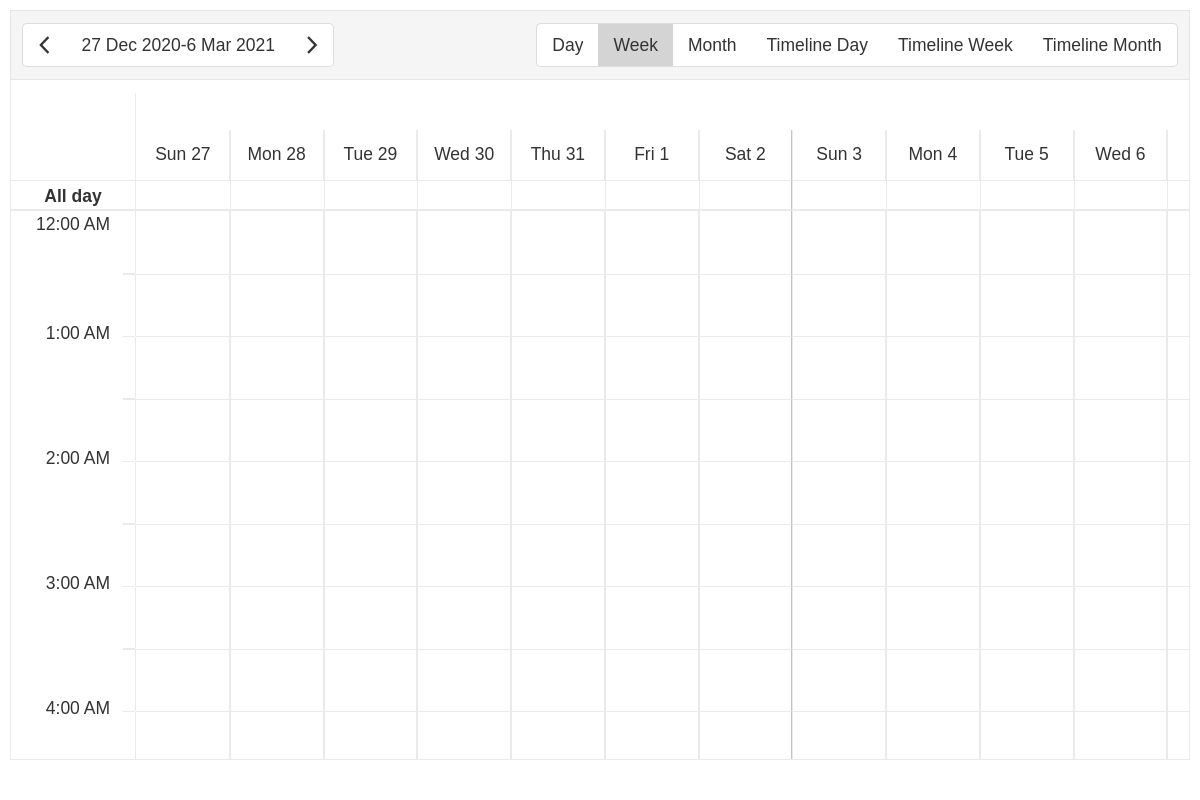 27 Dec 2020-6 Mar 2021
Day Week Month Timeline Day Timeline Week Timeline Month
Sun 27 Mon 28 Tue 29 Wed 30 Thu 31 Fri 1 Sat 2 Sun 3 Mon 4 Tue 5 Wed 6
All day
12:00 AM
1:00 AM
2:00 AM
3:00 AM
4:00 AM